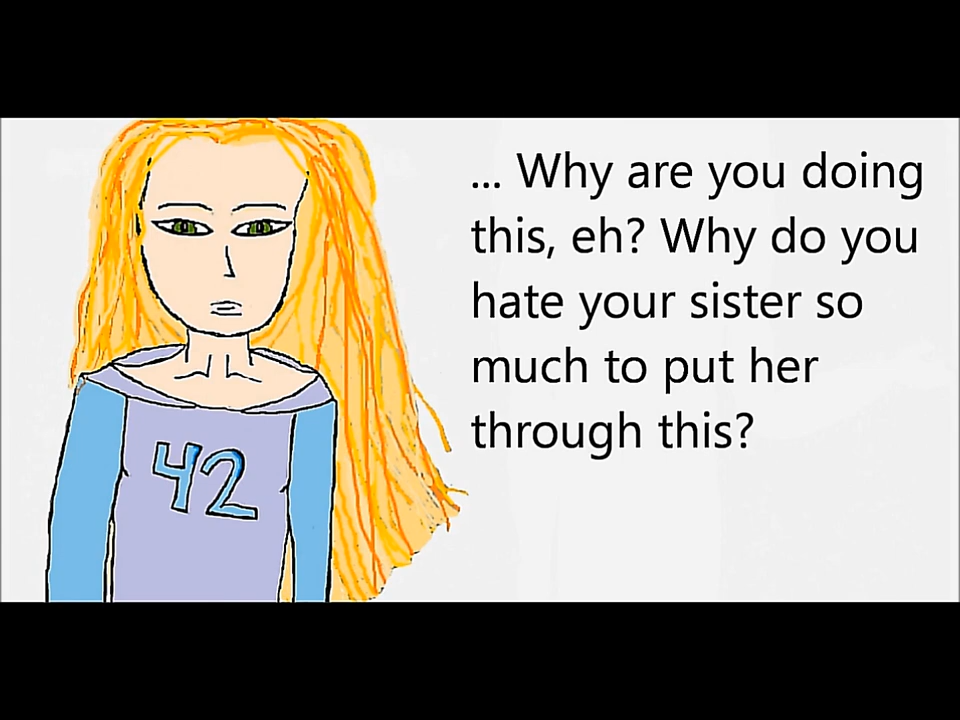 ... Why are you doing
this, eh? Why do you
hate your sister so
much to put her
through this?
42